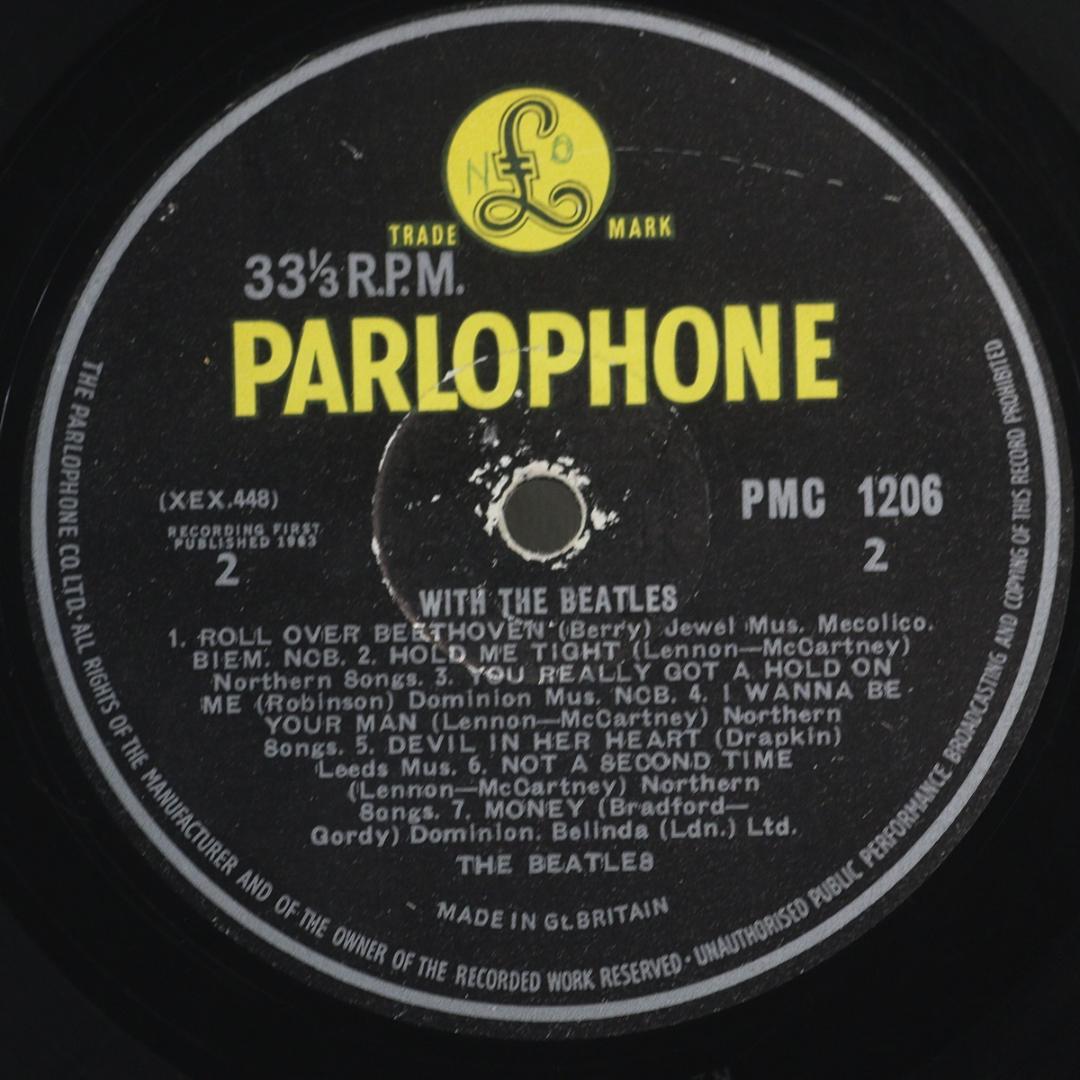 £
N O
TRADE MARK
33⅓ R.P.M.
PARLOPHONE
(XEX.448)
RECORDING FIRST
PUBLISHED 1963
2
PMC 1206
2
WITH THE BEATLES
1. ROLL OVER BEETHOVEN (Berry) Jewel Mus. Mecolico.
BIEM. NCB. 2. HOLD ME TIGHT (Lennon—McCartney)
Northern Songs. 3. YOU REALLY GOT A HOLD ON
ME (Robinson) Dominion Mus. NCB. 4. I WANNA BE
YOUR MAN (Lennon—McCartney) Northern
Songs. 5. DEVIL IN HER HEART (Drapkin)
Leeds Mus. 6. NOT A SECOND TIME
(Lennon—McCartney) Northern
Songs. 7. MONEY (Bradford—
Gordy) Dominion. Belinda (Ldn.) Ltd.
THE BEATLES
MADE IN Gt. BRITAIN
THE PARLOPHONE CO. LTD. · ALL RIGHTS OF THE MANUFACTURER AND OF THE OWNER OF THE RECORDED WORK RESERVED · UNAUTHORISED PUBLIC PERFORMANCE BROADCASTING AND COPYING OF THIS RECORD PROHIBITED